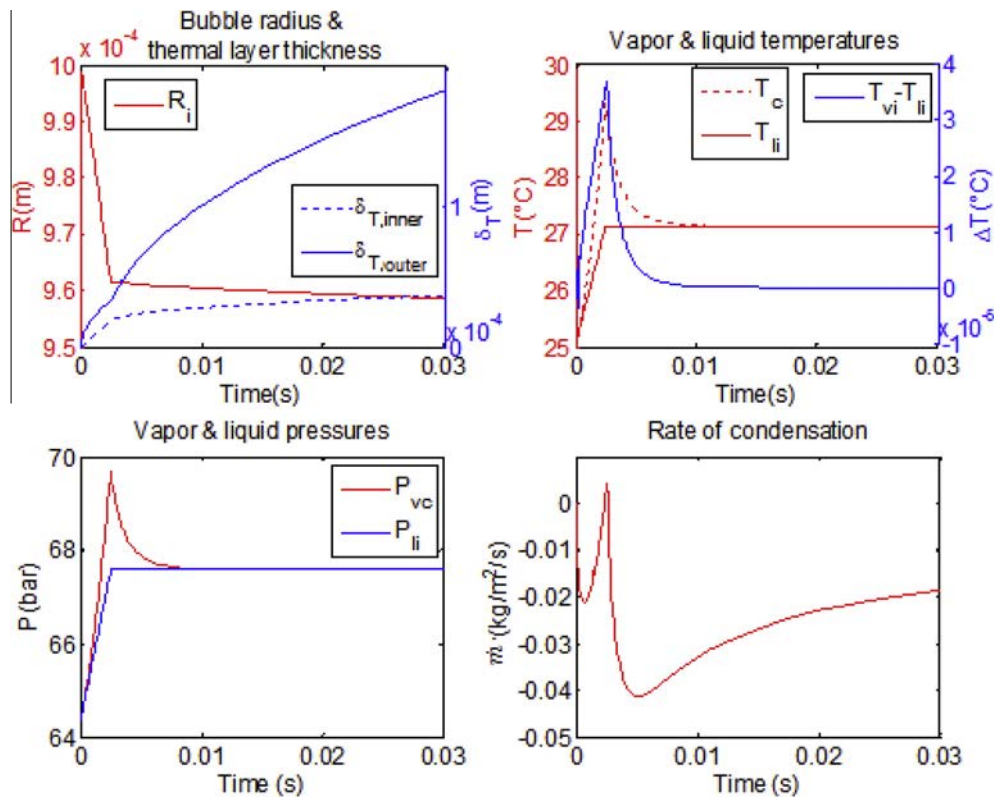 Bubble radius &
thermal layer thickness
x 10⁻⁴
10
9.9
9.8
9.7
9.6
9.5
R(m)
R_i
δ_T,inner
δ_T,outer
1
0
x 10⁻⁴
δ_T(m)
0 0.01 0.02 0.03
Time(s)
Vapor & liquid temperatures
30
29
28
27
26
25
T(°C)
T_c
T_li
T_vi-T_li
4
3
2
1
0
-1
x 10⁻⁶
ΔT(°C)
0 0.01 0.02 0.03
Time(s)
Vapor & liquid pressures
70
68
66
64
P(bar)
P_vc
P_li
0 0.01 0.02 0.03
Time (s)
Rate of condensation
0
-0.01
-0.02
-0.03
-0.04
-0.05
ṁ·(kg/m²/s)
0 0.01 0.02 0.03
Time (s)